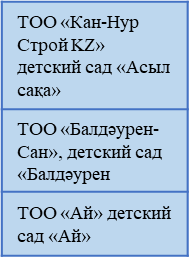 ТОО «Кан-Нур
Строй KZ»
детский сад «Асыл
сақа»
ТОО «Балдәурен-
Сан», детский сад
«Балдәурен
ТОО «Ай» детский
сад «Ай»